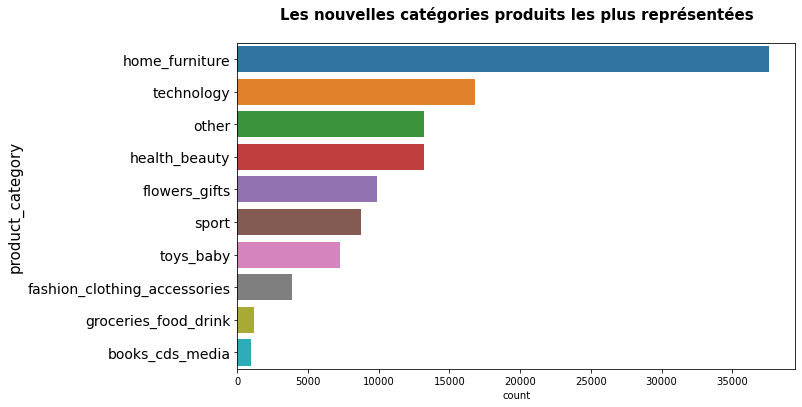 Les nouvelles catégories produits les plus représentées
product_category
home_furniture
technology
other
health_beauty
flowers_gifts
sport
toys_baby
fashion_clothing_accessories
groceries_food_drink
books_cds_media
0 5000 10000 15000 20000 25000 30000 35000
count